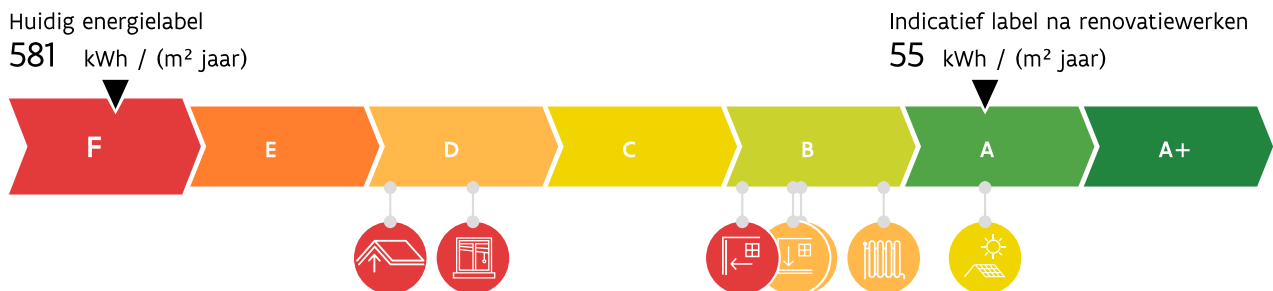 Huidig energielabel
581 kWh / (m² jaar)
Indicatief label na renovatiewerken
55 kWh / (m² jaar)
F E D C B A A+